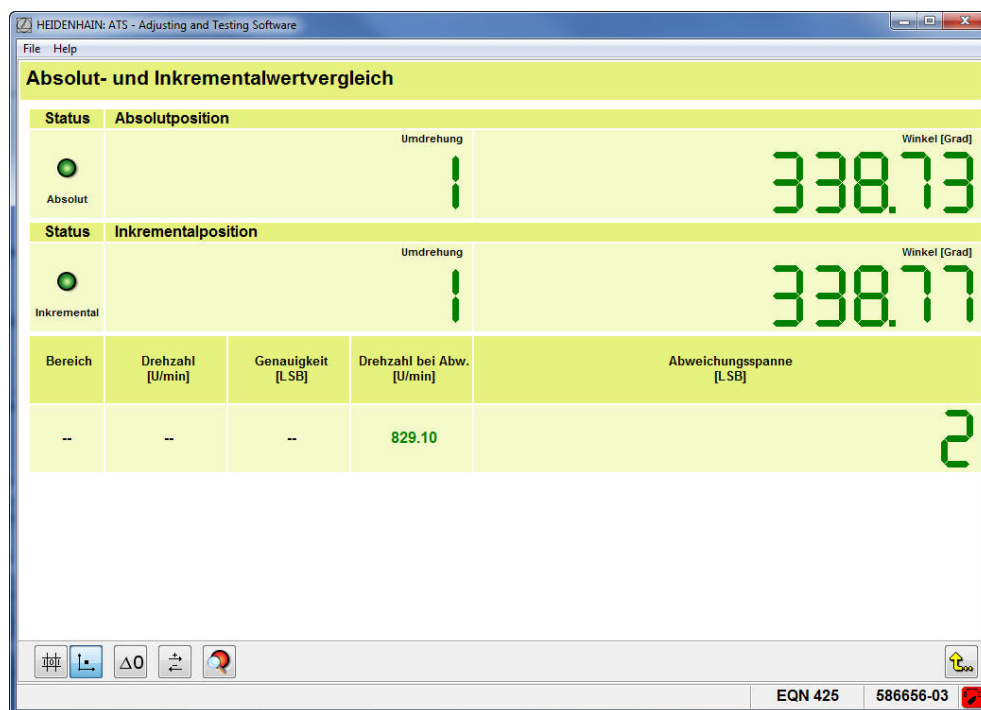 HEIDENHAIN: ATS - Adjusting and Testing Software
File Help
Absolut- und Inkrementalwertvergleich
Status Absolutposition
Umdrehung Winkel [Grad]
1 338.73
Absolut
Status Inkrementalposition
Umdrehung Winkel [Grad]
1 338.77
Inkremental
Bereich Drehzahl [U/min] Genauigkeit [LSB] Drehzahl bei Abw. [U/min] Abweichungsspanne [LSB]
-- -- -- 829.10 2
Δ0
EQN 425 586656-03